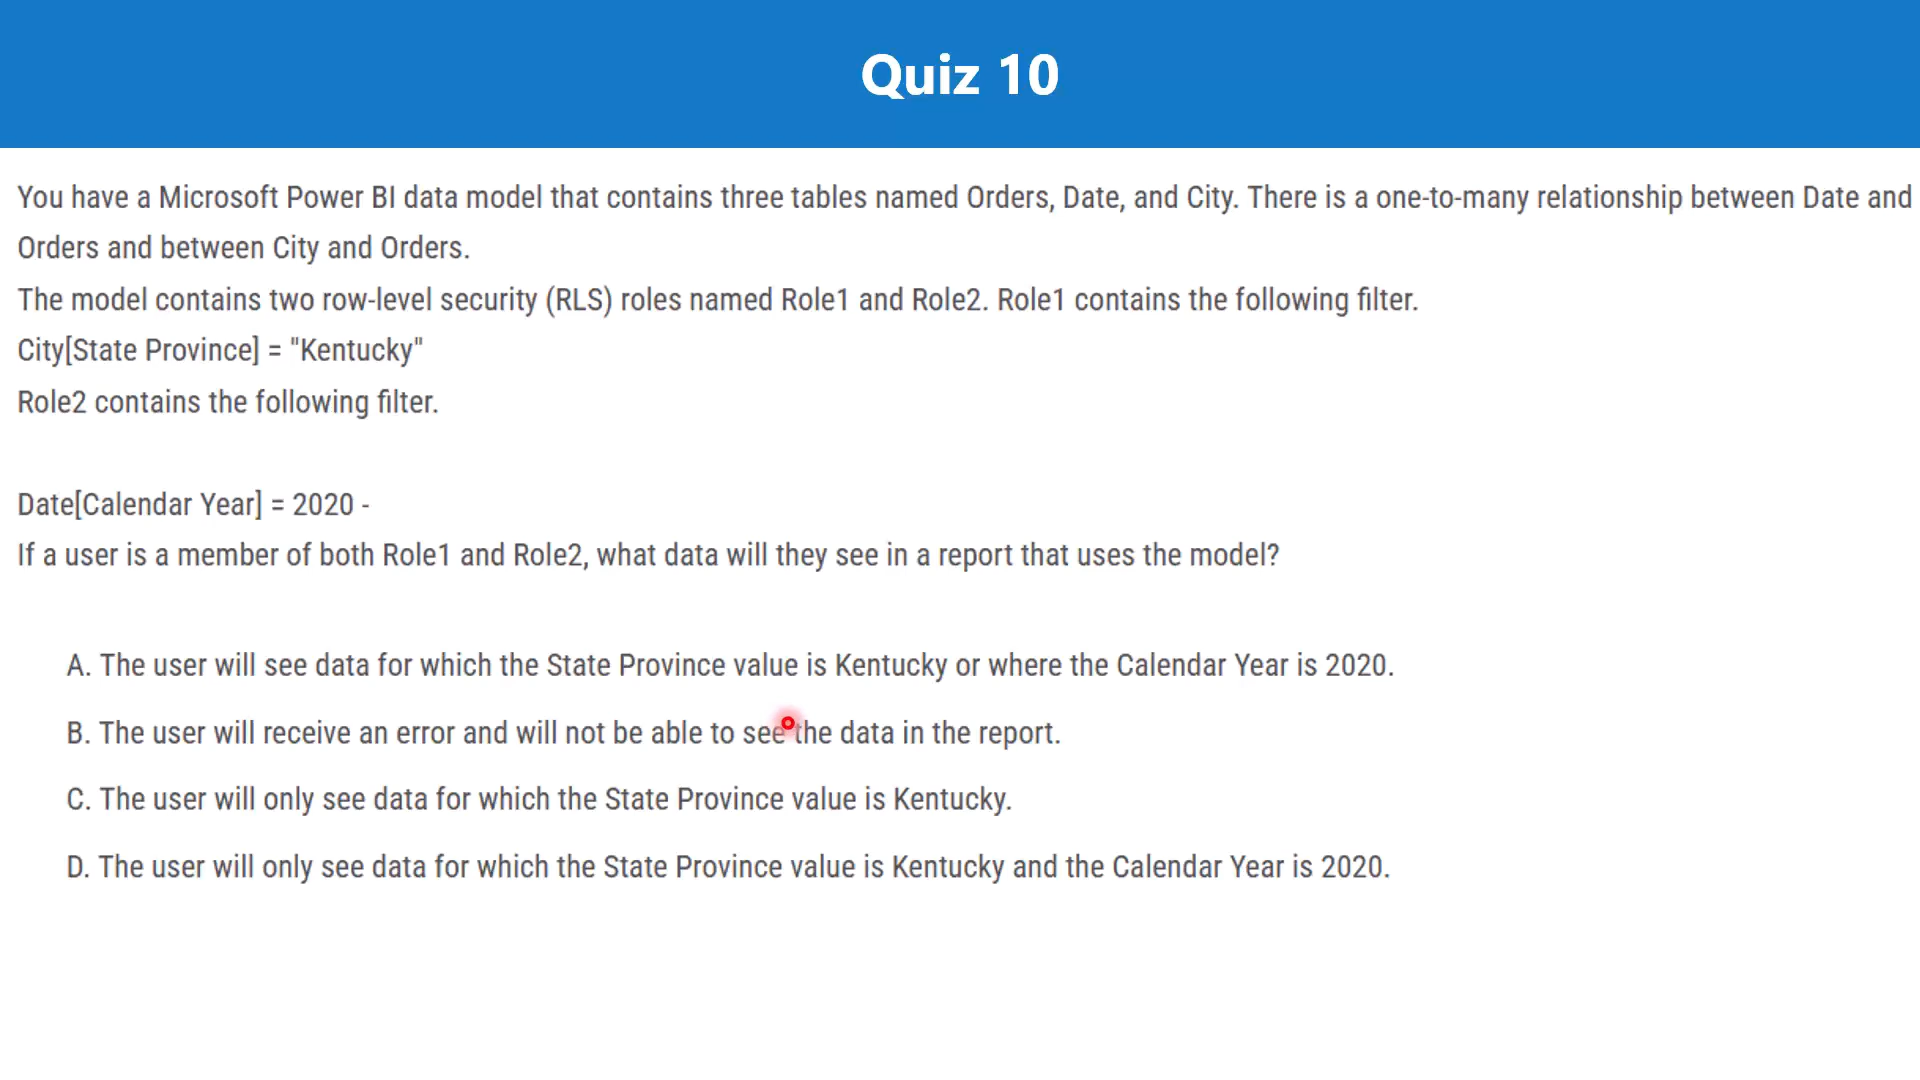 Quiz 10
You have a Microsoft Power BI data model that contains three tables named Orders, Date, and City. There is a one-to-many relationship between Date and
Orders and between City and Orders.
The model contains two row-level security (RLS) roles named Role1 and Role2. Role1 contains the following filter.
City[State Province] = "Kentucky"
Role2 contains the following filter.
Date[Calendar Year] = 2020 -
If a user is a member of both Role1 and Role2, what data will they see in a report that uses the model?
A. The user will see data for which the State Province value is Kentucky or where the Calendar Year is 2020.
B. The user will receive an error and will not be able to see the data in the report.
C. The user will only see data for which the State Province value is Kentucky.
D. The user will only see data for which the State Province value is Kentucky and the Calendar Year is 2020.